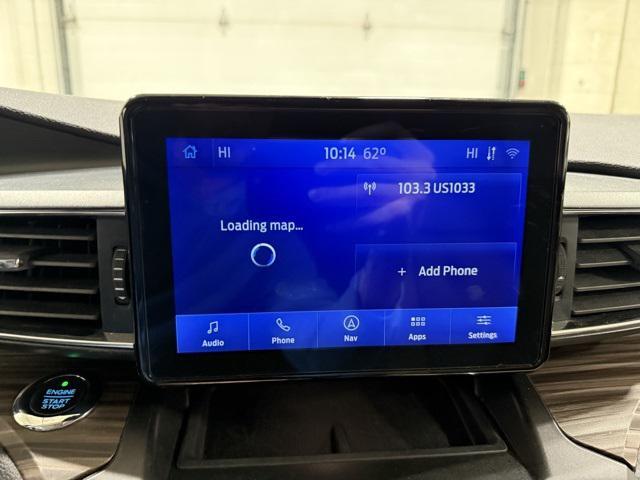 HI 10:14 62° HI
103.3 US1033
Loading map...
+ Add Phone
Audio Phone Nav Apps Settings
ENGINE
START
STOP